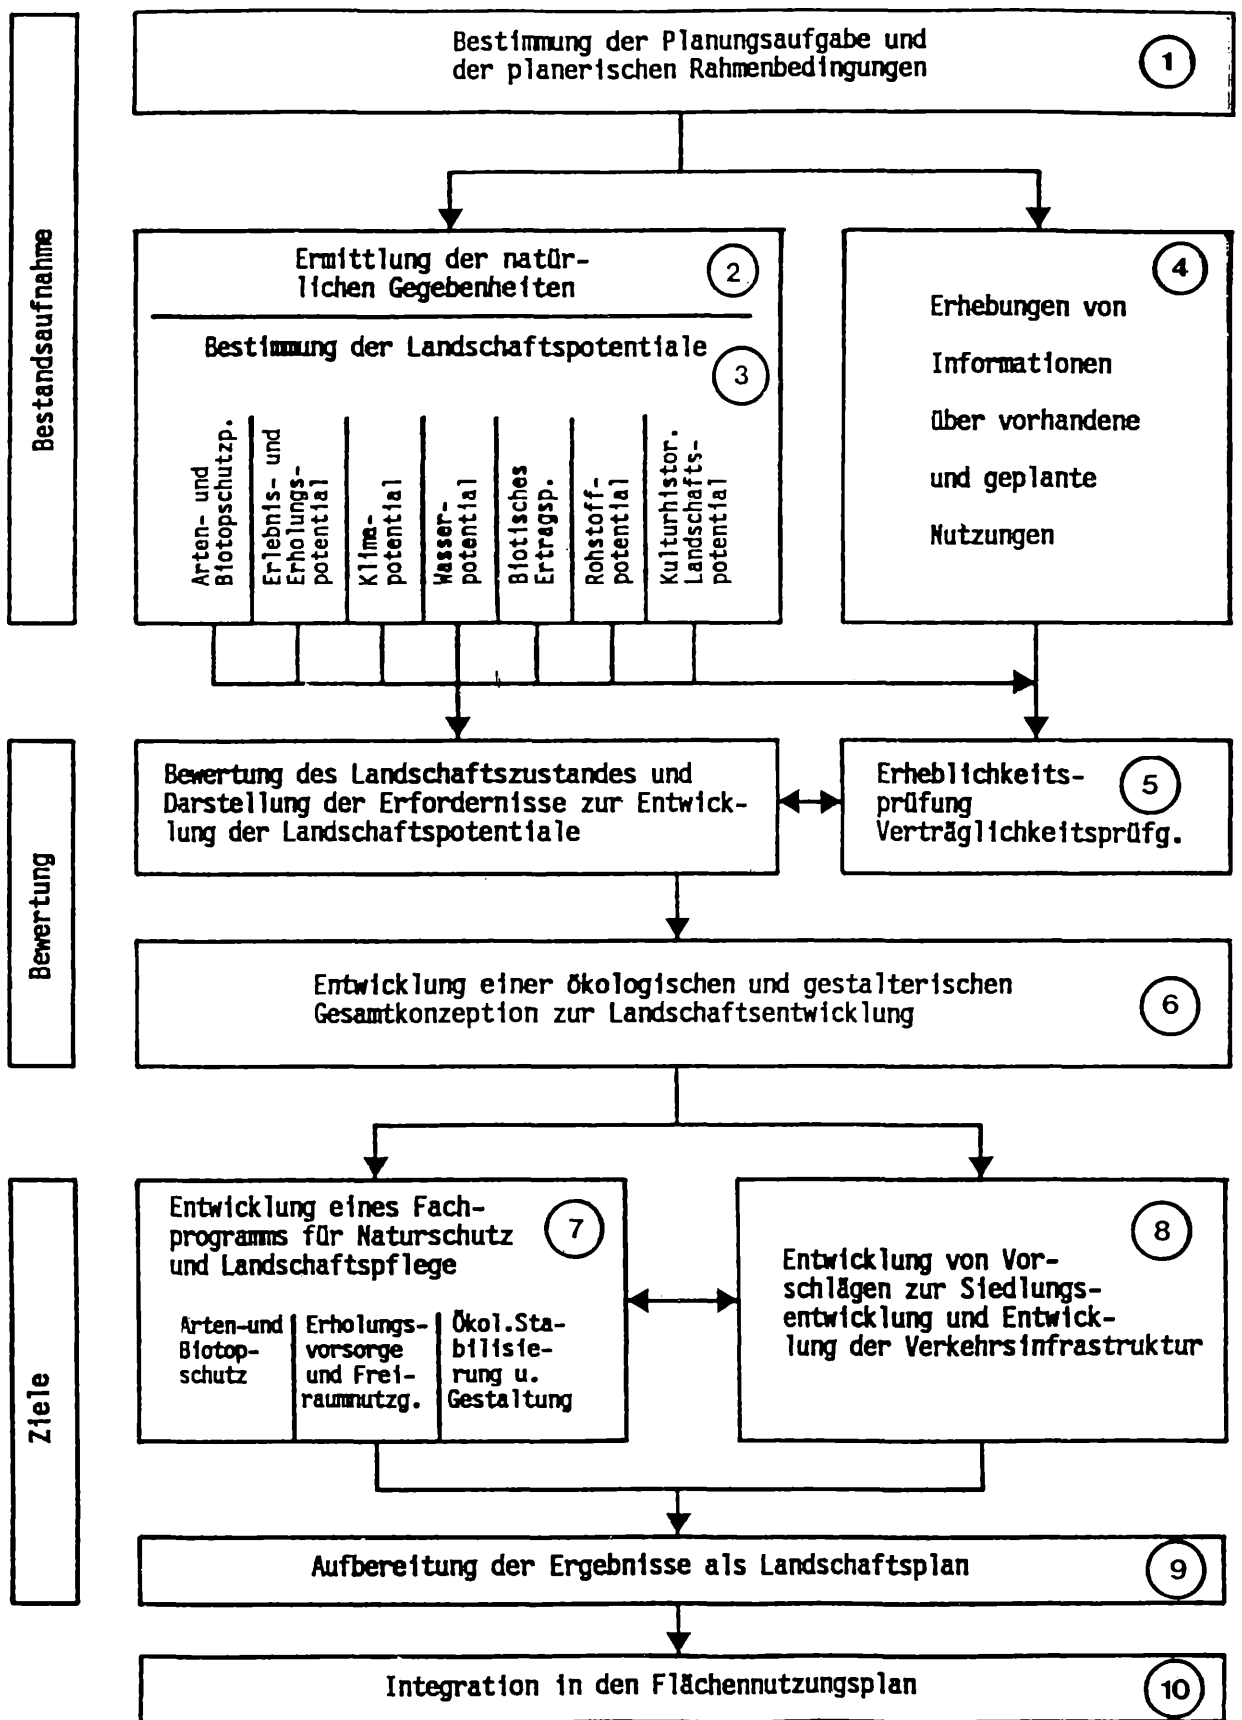 Bestandsaufnahme
Bestimmung der Planungsaufgabe und
der planerischen Rahmenbedingungen
1
Ermittlung der natür-
lichen Gegebenheiten
2
Bestimmung der Landschaftspotentiale
3
Arten- und
Biotopschutzp.
Erlebnis- und
Erholungs-
potential
Klima-
potential
Wasser-
potential
Biotisches
Ertragsp.
Rohstoff-
potential
Kulturhistor.
Landschafts-
potential
4
Erhebungen von
Informationen
über vorhandene
und geplante
Nutzungen
Bewertung
Bewertung des Landschaftszustandes und
Darstellung der Erfordernisse zur Entwick-
lung der Landschaftspotentiale
Erheblichkeits-
prüfung
Verträglichkeitsprüfg.
5
Entwicklung einer ökologischen und gestalterischen
Gesamtkonzeption zur Landschaftsentwicklung
6
Ziele
Entwicklung eines Fach-
programms für Naturschutz
und Landschaftspflege
7
Arten-und
Biotop-
schutz
Erholungs-
vorsorge
und Frei-
raumnutzg.
Ökol.Sta-
bilisie-
rung u.
Gestaltung
8
Entwicklung von Vor-
schlägen zur Siedlungs-
entwicklung und Entwick-
lung der Verkehrsinfrastruktur
Aufbereitung der Ergebnisse als Landschaftsplan
9
Integration in den Flächennutzungsplan
10